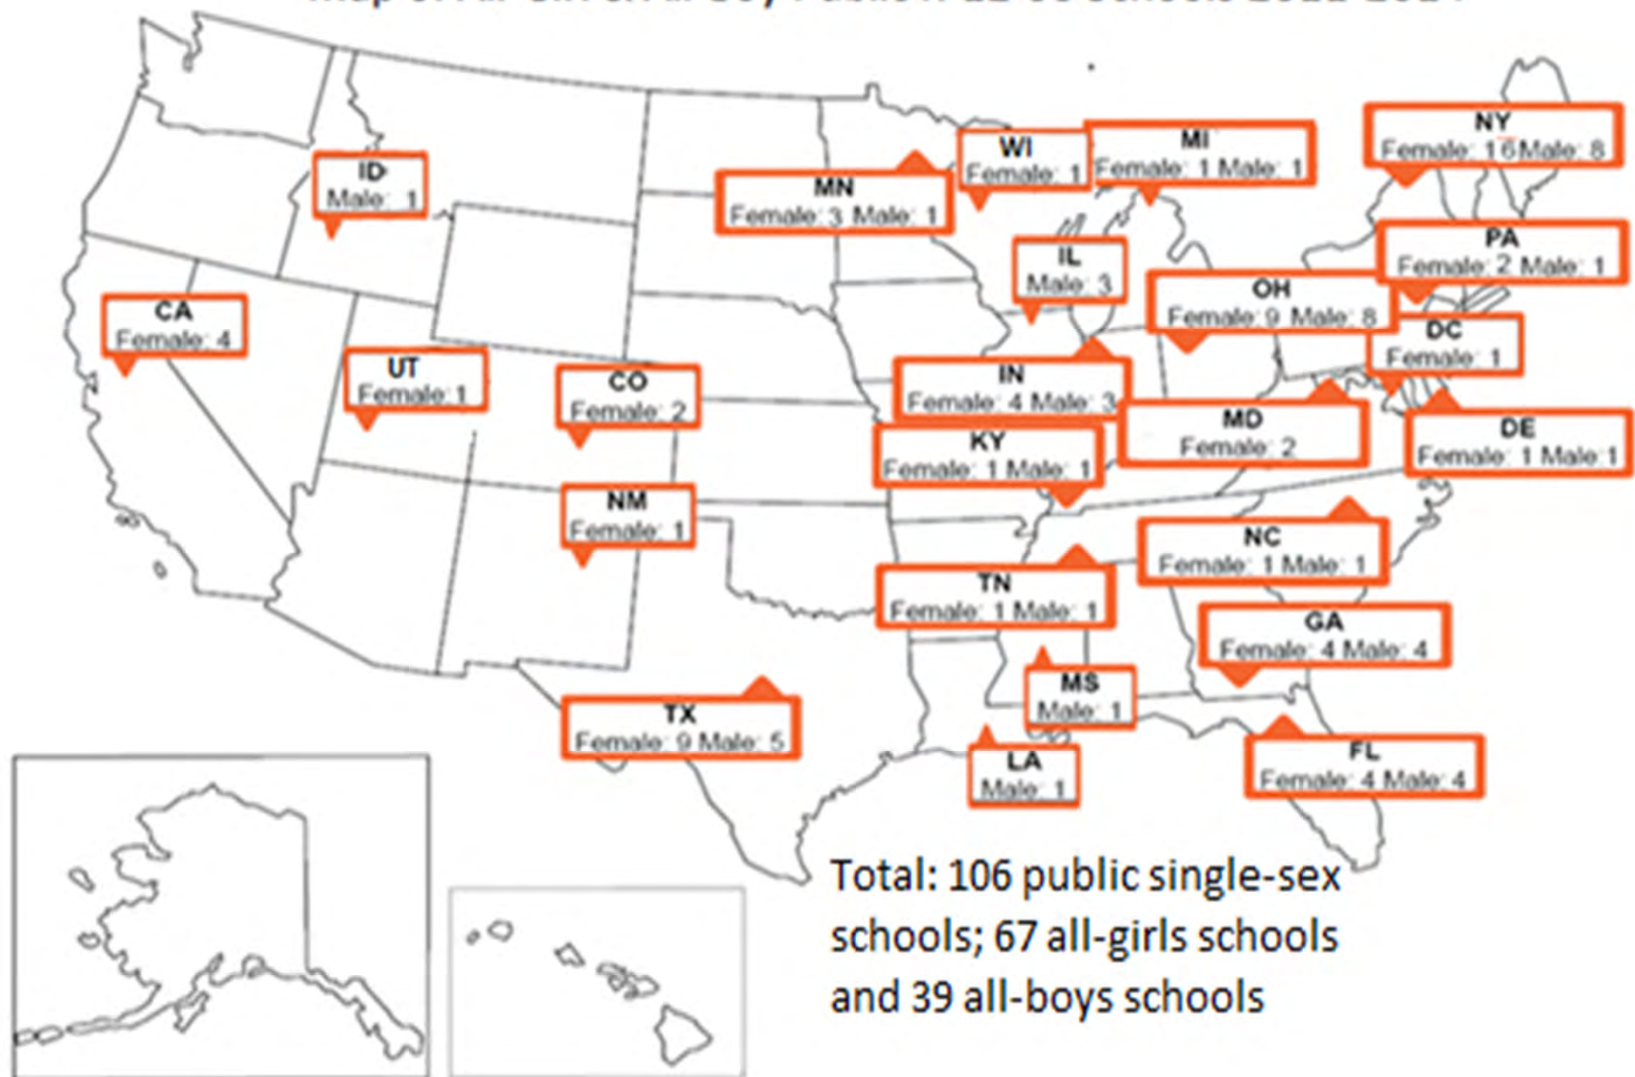 NY
Female: 16 Male: 8
WI
Female: 1
MI
Female: 1 Male: 1
ID
Male: 1
MN
Female: 3 Male: 1
PA
Female: 2 Male: 1
IL
Male: 3
OH
Female: 9 Male: 8
CA
Female: 4
DC
Female: 1
UT
Female: 1
CO
Female: 2
IN
Female: 4 Male: 3
MD
Female: 2
DE
Female: 1 Male: 1
KY
Female: 1 Male: 1
NM
Female: 1
NC
Female: 1 Male: 1
TN
Female: 1 Male: 1
GA
Female: 4 Male: 4
MS
Male: 1
TX
Female: 9 Male: 5
LA
Male: 1
FL
Female: 4 Male: 4
Total: 106 public single-sex
schools; 67 all-girls schools
and 39 all-boys schools